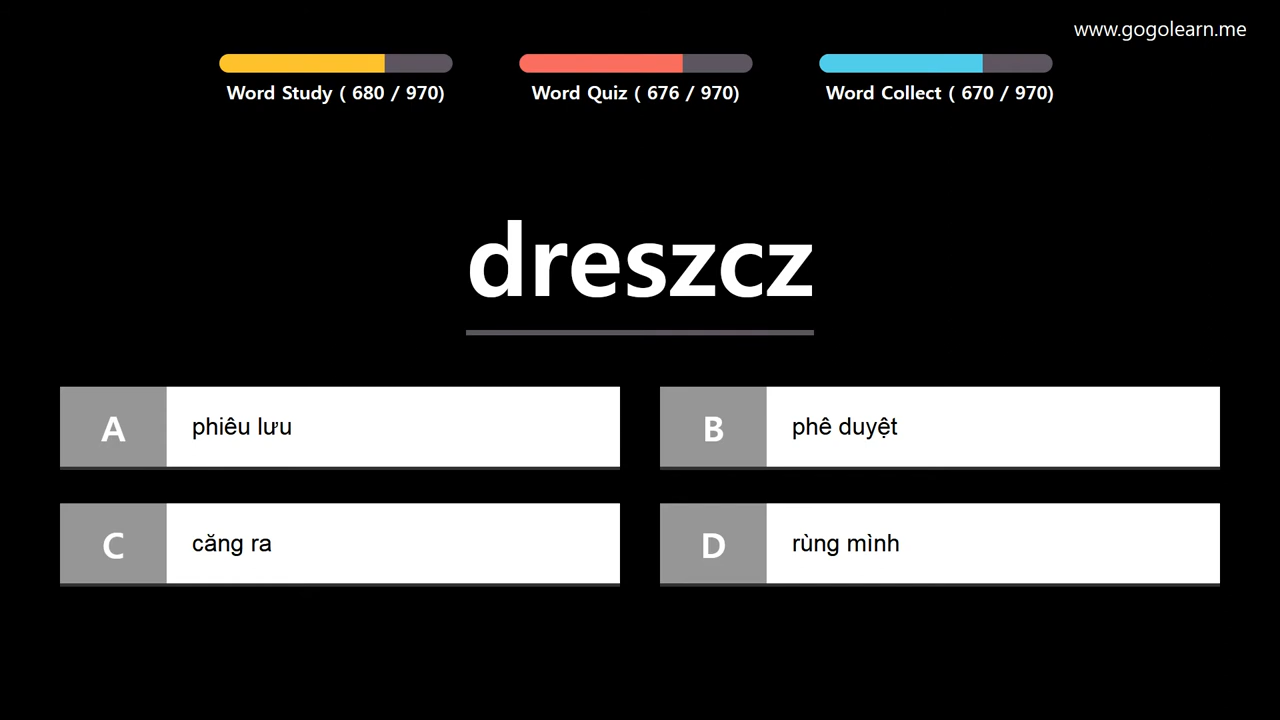 www.gogolearn.me
Word Study ( 680 / 970)
Word Quiz ( 676 / 970)
Word Collect ( 670 / 970)
dreszcz
A phiêu lưu
B phê duyệt
C căng ra
D rùng mình